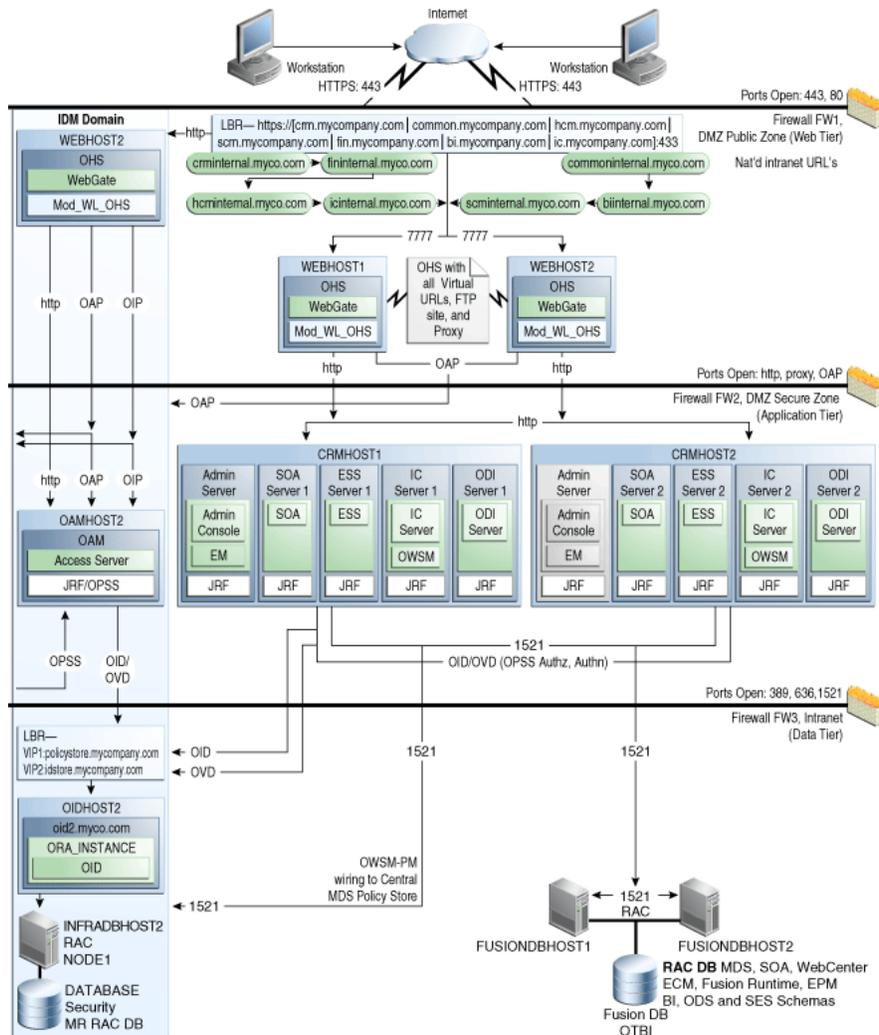 Internet
Workstation
Workstation
HTTPS: 443
HTTPS: 443
Ports Open: 443, 80
IDM Domain
Firewall FW1,
DMZ Public Zone (Web Tier)
http
LBR— https://[crm.mycompany.com | common.mycompany.com | hcm.mycompany.com |
scm.mycompany.com | fin.mycompany.com | bi.mycompany.com | ic.mycompany.com]:433
Nat'd intranet URL's
crminternal.myco.com
fininternal.myco.com
commoninternal.myco.com
hcminternal.myco.com
icinternal.myco.com
scminternal.myco.com
biinternal.myco.com
WEBHOST2
OHS
WebGate
Mod_WL_OHS
7777
7777
WEBHOST1
OHS
WebGate
Mod_WL_OHS
OHS with
all Virtual
URLs, FTP
site, and
Proxy
WEBHOST2
OHS
WebGate
Mod_WL_OHS
http
OAP
OIP
http
OAP
http
Ports Open: http, proxy, OAP
OAP
Firewall FW2, DMZ Secure Zone
(Application Tier)
http
http
OAP
OIP
CRMHOST1
Admin
Server
Admin
Console
EM
JRF
SOA
Server 1
SOA
JRF
ESS
Server 1
ESS
JRF
IC
Server 1
IC
Server
OWSM
JRF
ODI
Server 1
ODI
Server
JRF
CRMHOST2
Admin
Server
Admin
Console
EM
JRF
SOA
Server 2
SOA
JRF
ESS
Server 2
ESS
JRF
IC
Server 2
IC
Server
OWSM
JRF
ODI
Server 2
ODI
Server
JRF
OAMHOST2
OAM
Access Server
JRF/OPSS
1521
OID/OVD (OPSS Authz, Authn)
OPSS
OID/
OVD
Ports Open: 389, 636,1521
Firewall FW3, Intranet
(Data Tier)
LBR—
VIP1:policystore.mycompany.com
VIP2:idstore.mycompany.com
OID
OVD
1521
1521
OIDHOST2
oid2.myco.com
ORA_INSTANCE
OID
OWSM-PM
wiring to Central
MDS Policy Store
1521
1521
RAC
FUSIONDBHOST1
FUSIONDBHOST2
INFRADBHOST2
RAC
NODE1
DATABASE
Security
MR RAC DB
RAC DB MDS, SOA, WebCenter
ECM, Fusion Runtime, EPM
BI, ODS and SES Schemas
Fusion DB
OTBI